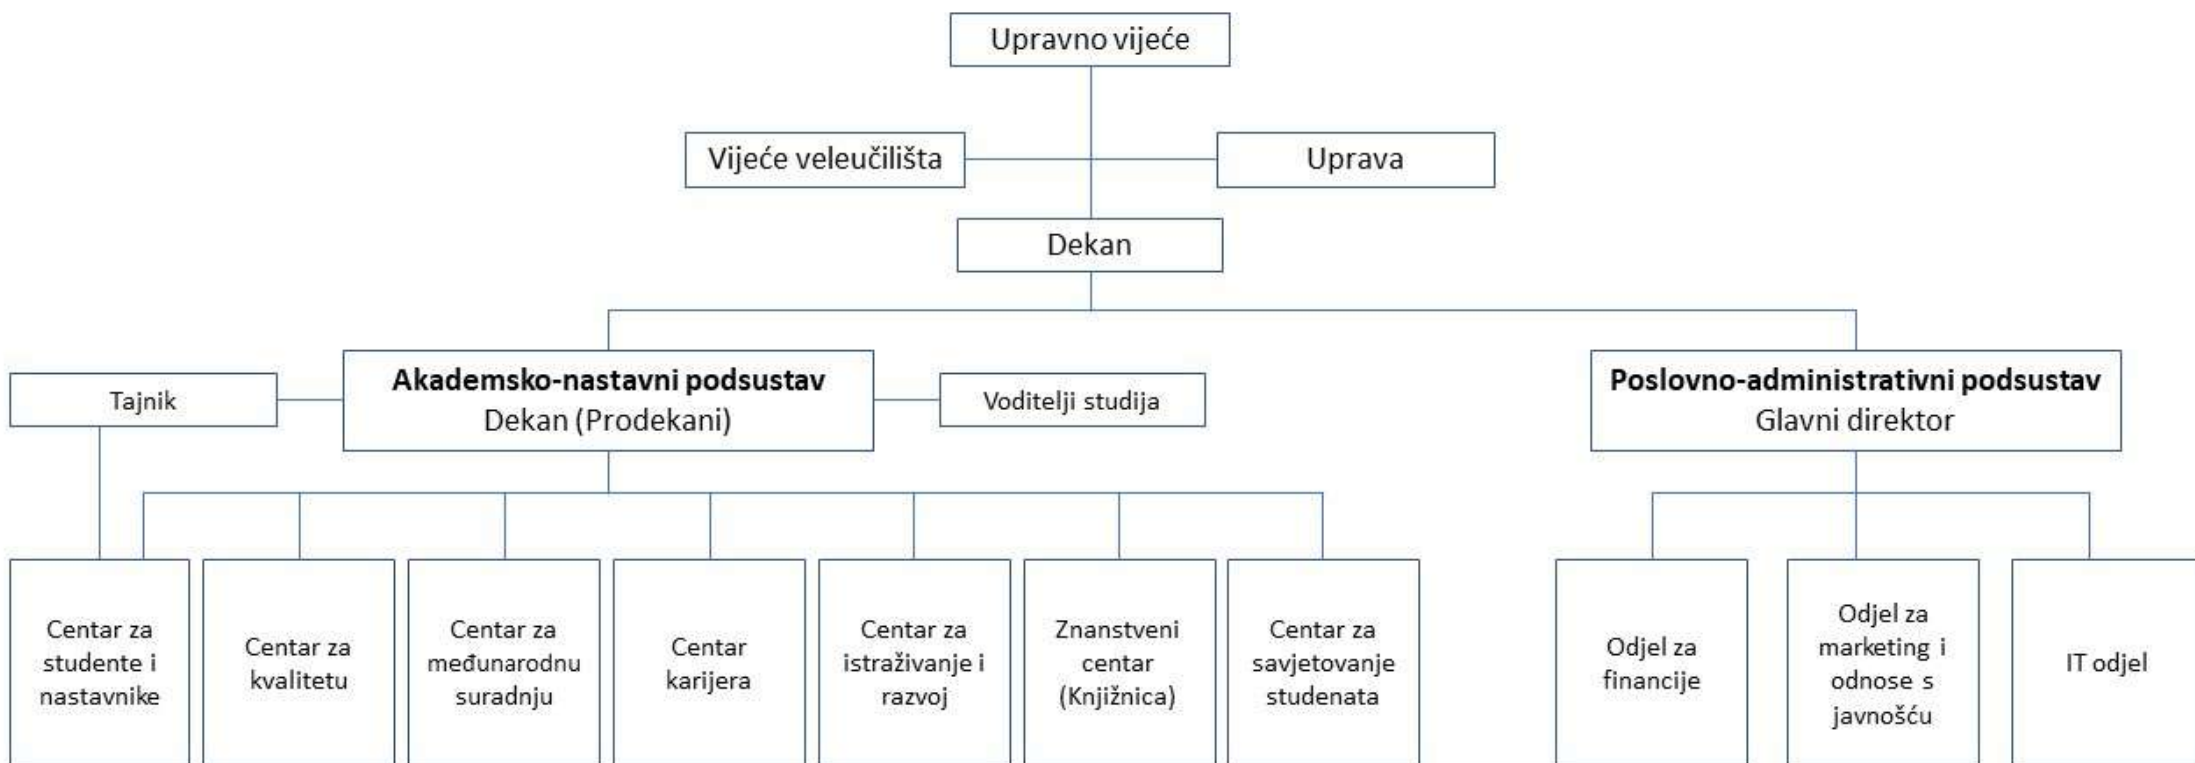 Upravno vijeće
Vijeće veleučilišta
Uprava
Dekan
Akademsko-nastavni podsustav
Dekan (Prodekani)
Tajnik
Voditelji studija
Poslovno-administrativni podsustav
Glavni direktor
Centar za
studente i
nastavnike
Centar za
kvalitetu
Centar za
međunarodnu
suradnju
Centar
karijera
Centar za
istraživanje i
razvoj
Znanstveni
centar
(Knjižnica)
Centar za
savjetovanje
studenata
Odjel za
financije
Odjel za
marketing i
odnose s
javnošću
IT odjel